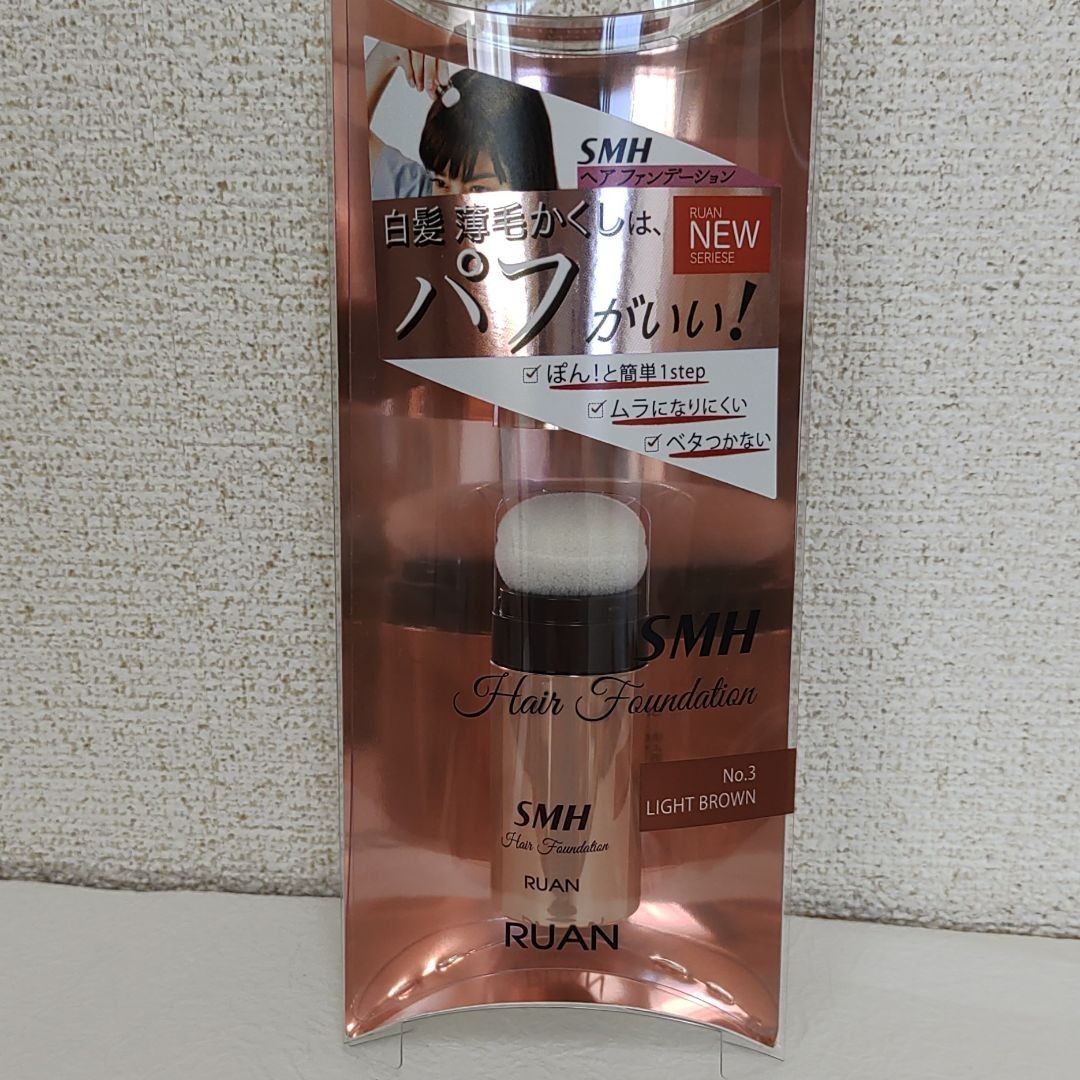 SMH
ヘア ファンデーション
白髪 薄毛かくしは、
RUAN
NEW
SERIESE
パフがいい!
ぽん!と簡単1step
ムラになりにくい
ベタつかない
SMH
Hair Foundation
No.3
LIGHT BROWN
SMH
Hair Foundation
RUAN
RUAN